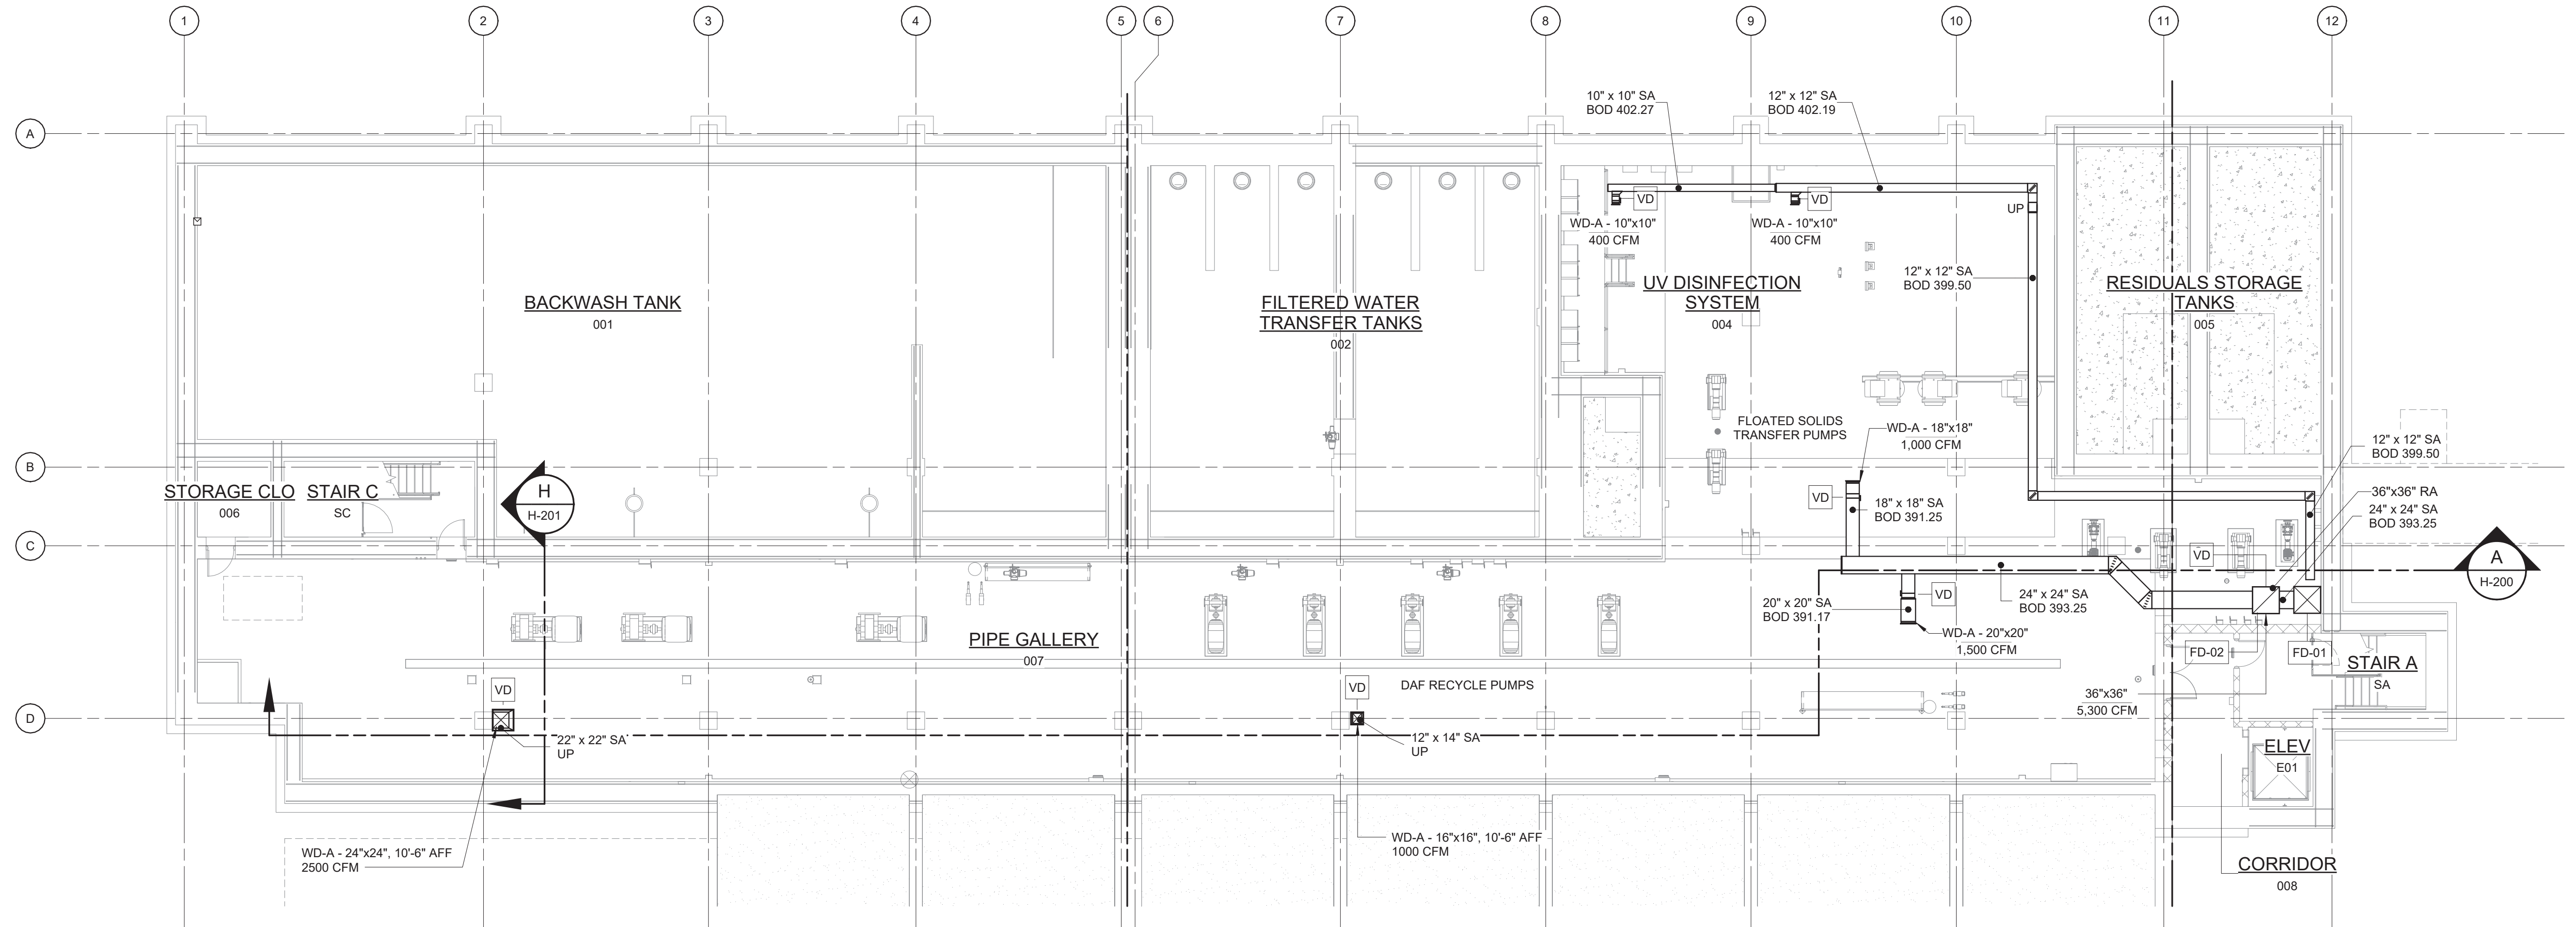 1
2
3
4
5
6
7
8
9
10
11
12
A
10" x 10" SA
BOD 402.27
12" x 12" SA
BOD 402.19
VD
VD
UP
WD-A - 10"x10"
400 CFM
WD-A - 10"x10"
400 CFM
BACKWASH TANK
001
FILTERED WATER
TRANSFER TANKS
002
UV DISINFECTION
SYSTEM
004
12" x 12" SA
BOD 399.50
RESIDUALS STORAGE
TANKS
005
FLOATED SOLIDS
TRANSFER PUMPS
WD-A - 18"x18"
1,000 CFM
12" x 12" SA
BOD 399.50
B
STORAGE CLO
006
STAIR C
SC
H
H-201
VD
18" x 18" SA
BOD 391.25
36"x36" RA
24" x 24" SA
BOD 393.25
C
VD
A
H-200
20" x 20" SA
BOD 391.17
VD
24" x 24" SA
BOD 393.25
WD-A - 20"x20"
1,500 CFM
PIPE GALLERY
007
FD-02
FD-01
STAIR A
SA
VD
VD
DAF RECYCLE PUMPS
36"x36"
5,300 CFM
D
22" x 22" SA
UP
12" x 14" SA
UP
ELEV
E01
WD-A - 24"x24", 10'-6" AFF
2500 CFM
WD-A - 16"x16", 10'-6" AFF
1000 CFM
CORRIDOR
008